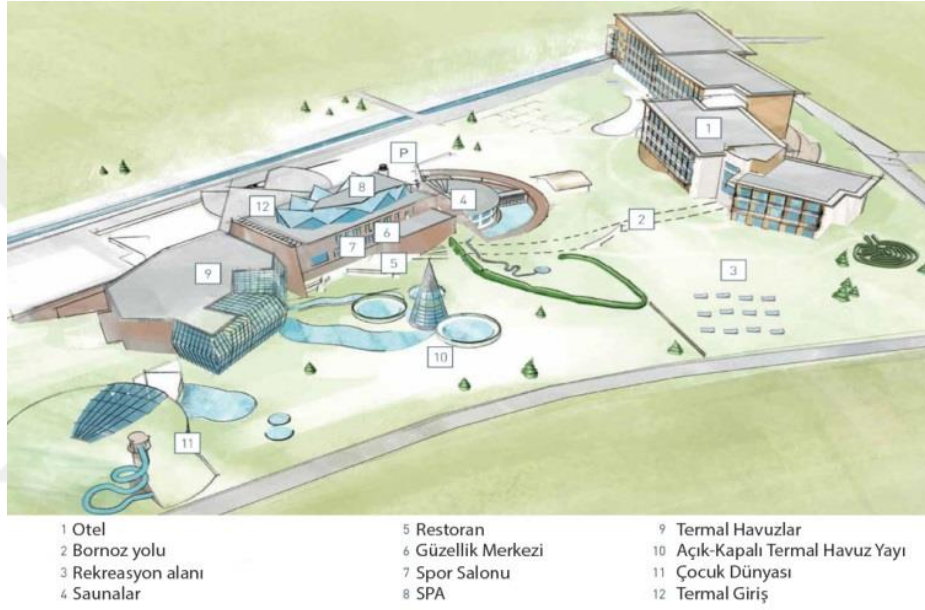 1
P
8
12
4
2
6
7
5
9
3
10
11
1 Otel
2 Bornoz yolu
3 Rekreasyon alanı
4 Saunalar
5 Restoran
6 Güzellik Merkezi
7 Spor Salonu
8 SPA
9 Termal Havuzlar
10 Açık-Kapalı Termal Havuz Yayı
11 Çocuk Dünyası
12 Termal Giriş